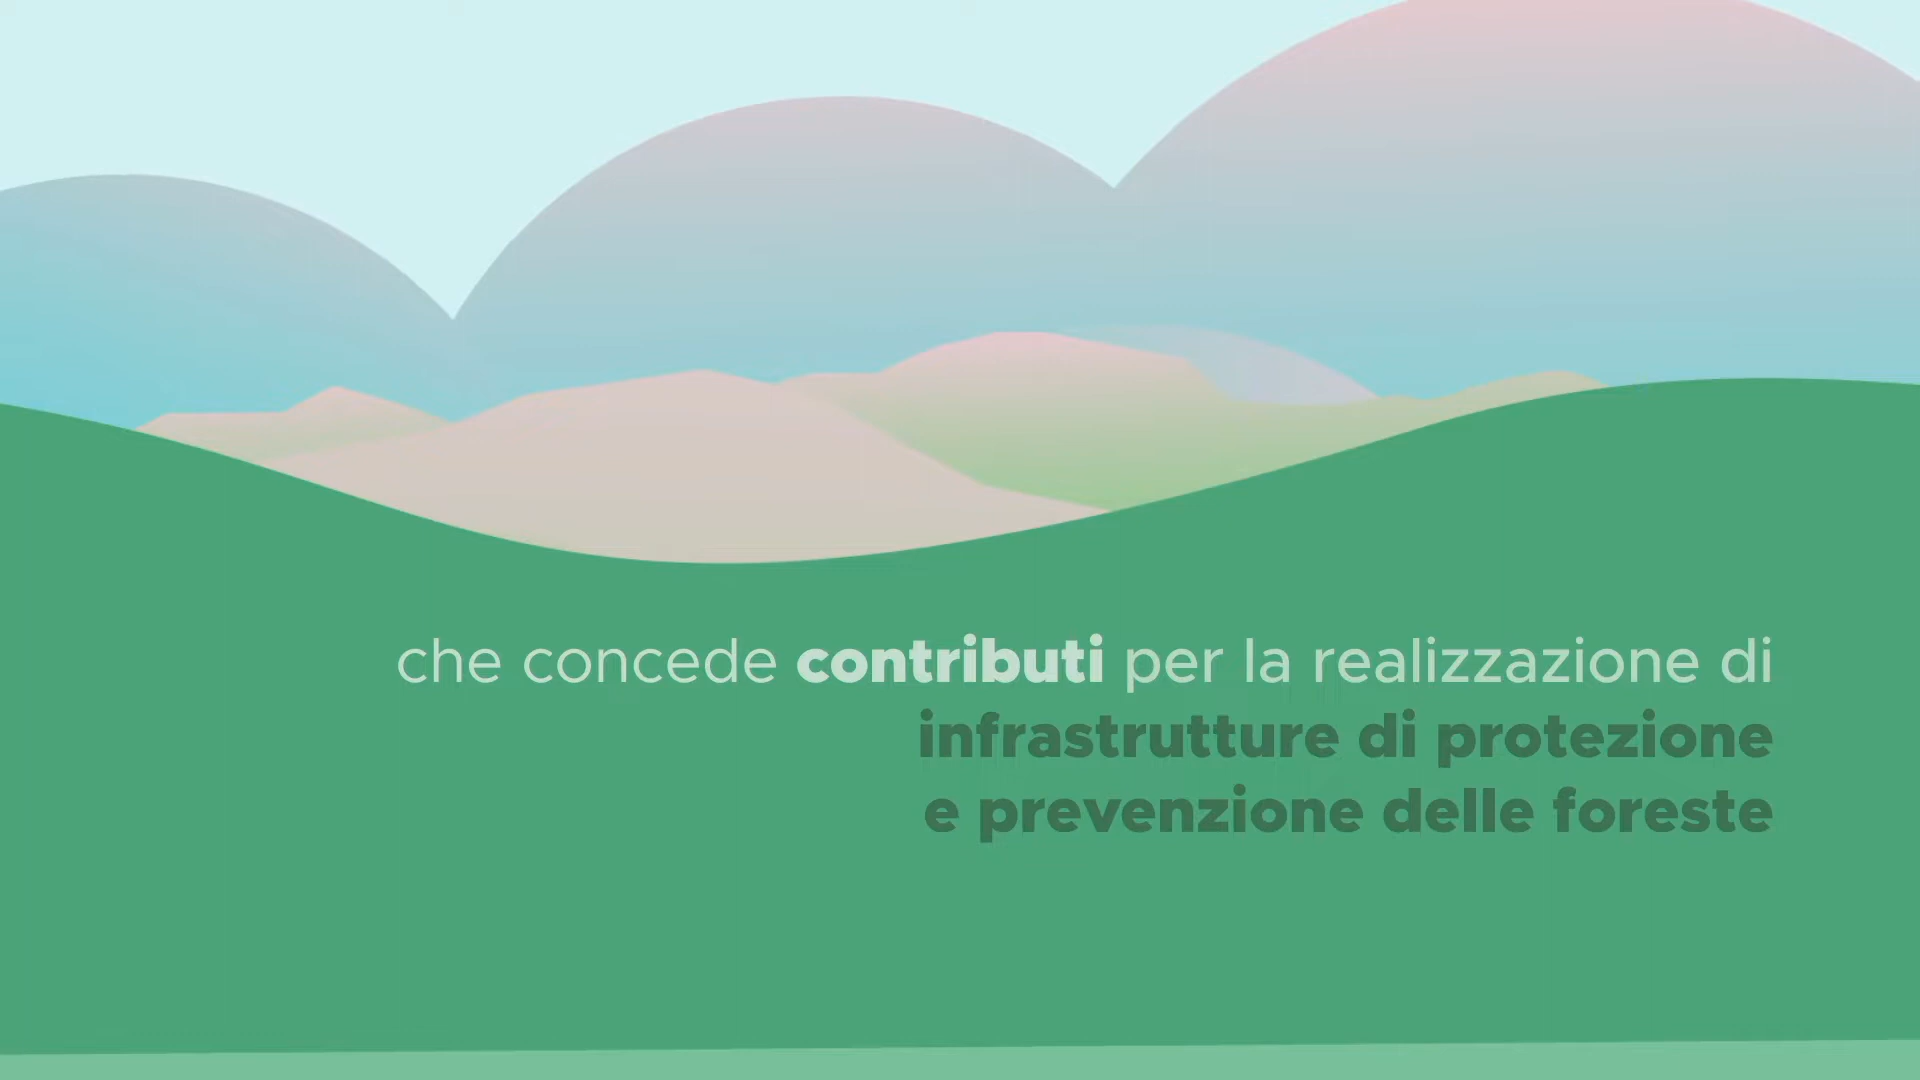 che concede contributi per la realizzazione di
infrastrutture di protezione
e prevenzione delle foreste